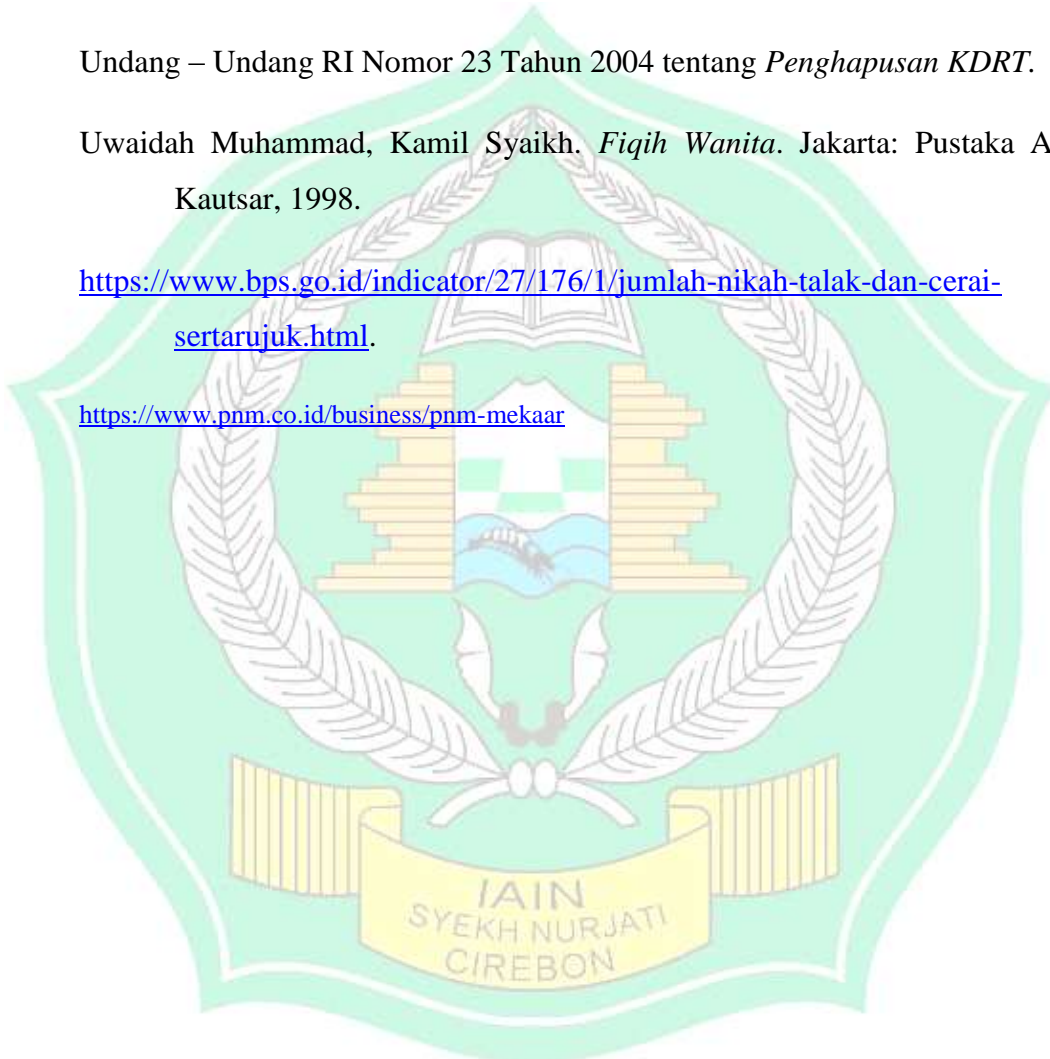 Undang – Undang RI Nomor 23 Tahun 2004 tentang Penghapusan KDRT.
Uwaidah Muhammad, Kamil Syaikh. Fiqih Wanita. Jakarta: Pustaka A
Kautsar, 1998.
https://www.bps.go.id/indicator/27/176/1/jumlah-nikah-talak-dan-cerai-
sertarujuk.html.
https://www.pnm.co.id/business/pnm-mekaar
IAIN
SYEKH NURJATI
CIREBON